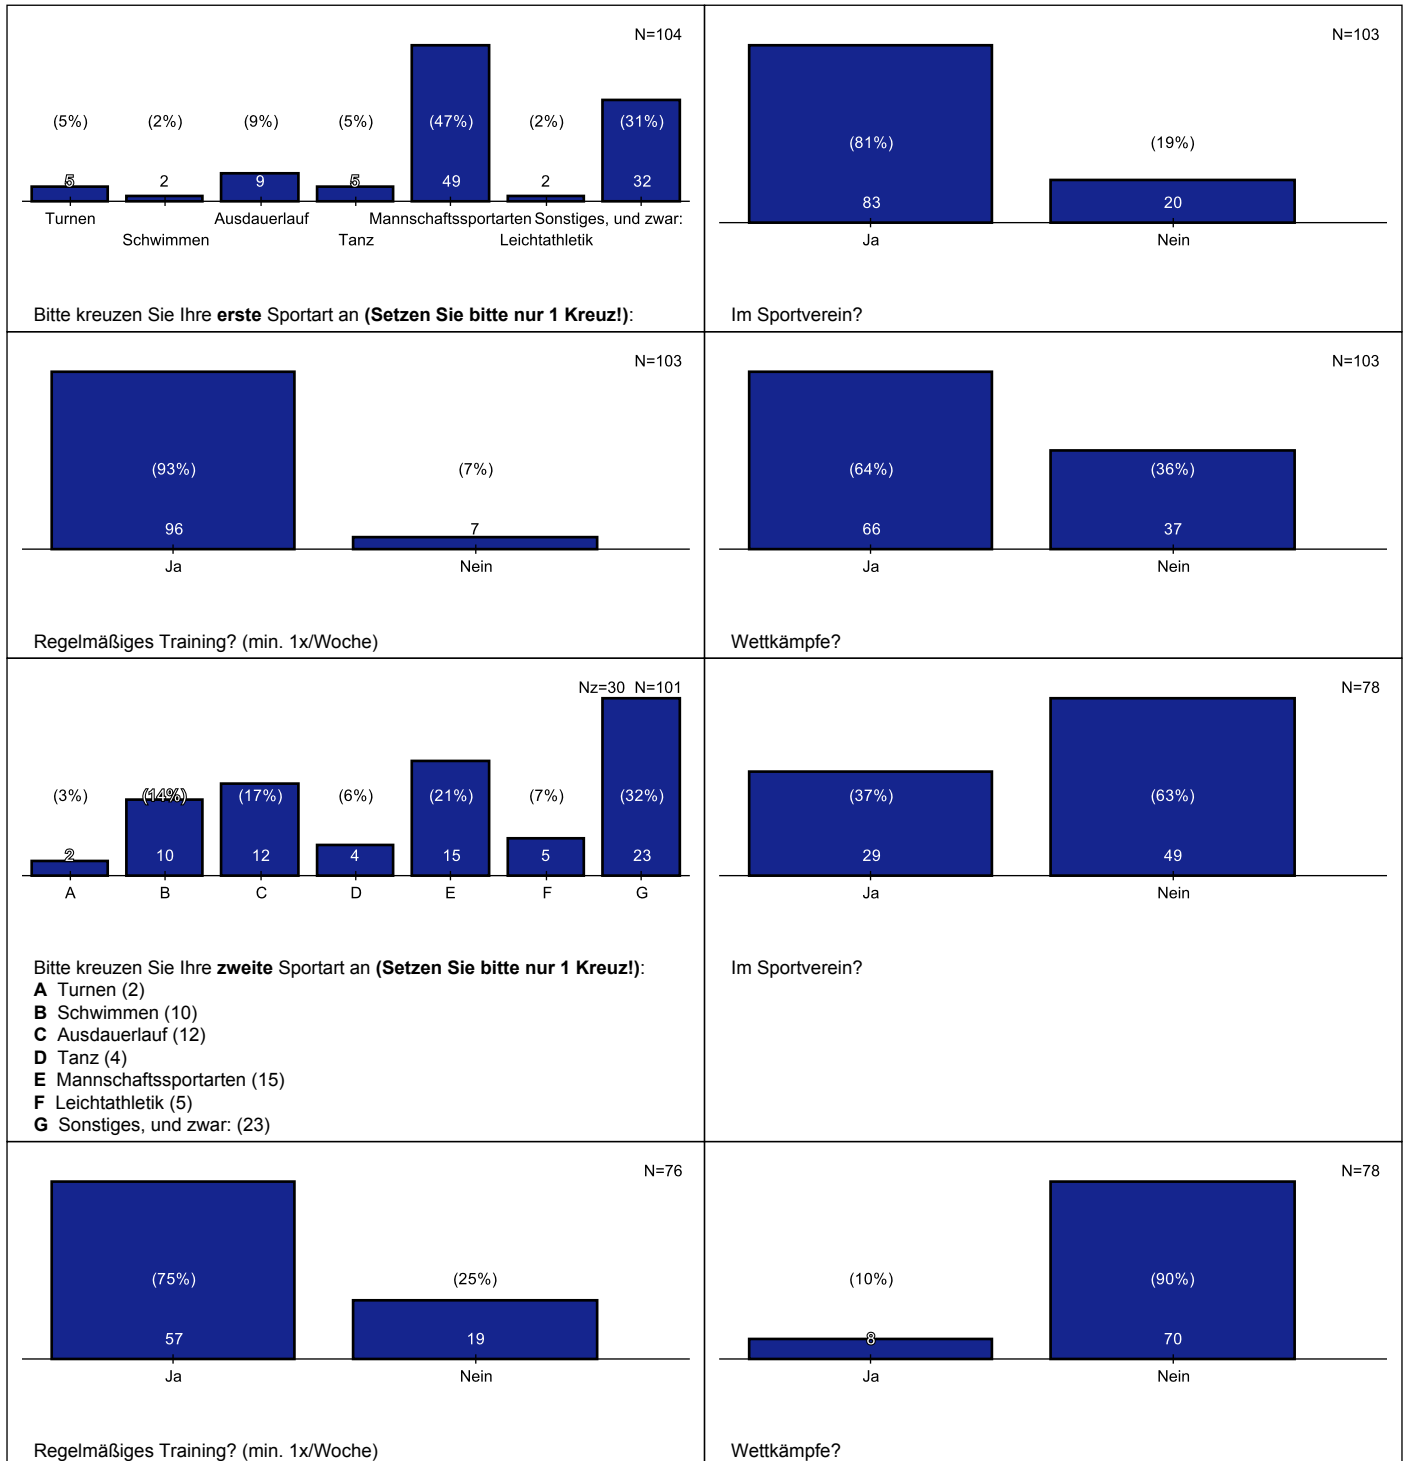 N=104
(5%) (2%) (9%) (5%) (47%) (2%) (31%)
5 2 9 5 49 2 32
Turnen Ausdauerlauf Mannschaftssportarten Sonstiges, und zwar:
Schwimmen Tanz Leichtathletik
Bitte kreuzen Sie Ihre erste Sportart an (Setzen Sie bitte nur 1 Kreuz!):
N=103
(81%) (19%)
83 20
Ja Nein
Im Sportverein?
N=103
(93%) (7%)
96 7
Ja Nein
Regelmäßiges Training? (min. 1x/Woche)
N=103
(64%) (36%)
66 37
Ja Nein
Wettkämpfe?
Nz=30 N=101
(3%) (14%) (17%) (6%) (21%) (7%) (32%)
2 10 12 4 15 5 23
A B C D E F G
Bitte kreuzen Sie Ihre zweite Sportart an (Setzen Sie bitte nur 1 Kreuz!):
A Turnen (2)
B Schwimmen (10)
C Ausdauerlauf (12)
D Tanz (4)
E Mannschaftssportarten (15)
F Leichtathletik (5)
G Sonstiges, und zwar: (23)
N=78
(37%) (63%)
29 49
Ja Nein
Im Sportverein?
N=76
(75%) (25%)
57 19
Ja Nein
Regelmäßiges Training? (min. 1x/Woche)
N=78
(10%) (90%)
8 70
Ja Nein
Wettkämpfe?